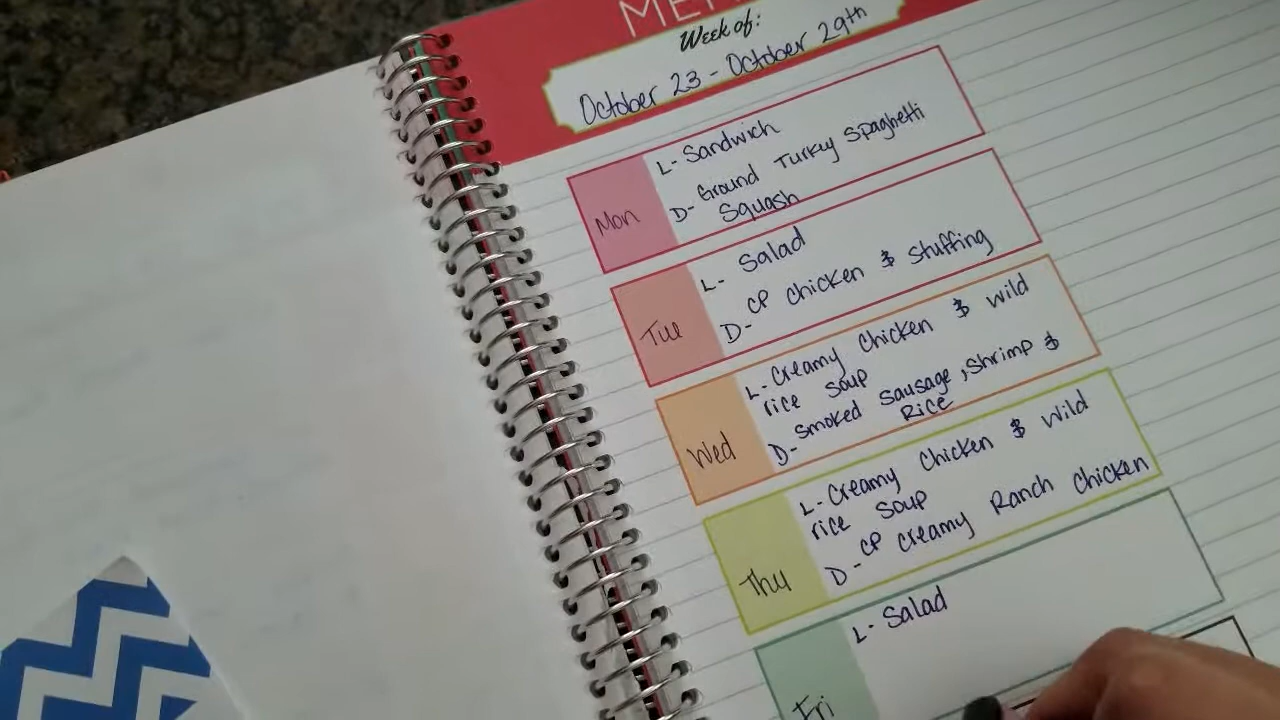 Week of:
October 23 - October 29th
Mon
L- Sandwich
D- Ground Turkey Spaghetti
Squash
Tue
L- Salad
D- CP Chicken & Stuffing
Wed
L- Creamy Chicken & wild
rice soup
D- Smoked Sausage, Shrimp &
Rice
Thu
L- Creamy Chicken & Wild
rice soup
D- CP Creamy Ranch Chicken
Fri
L- Salad